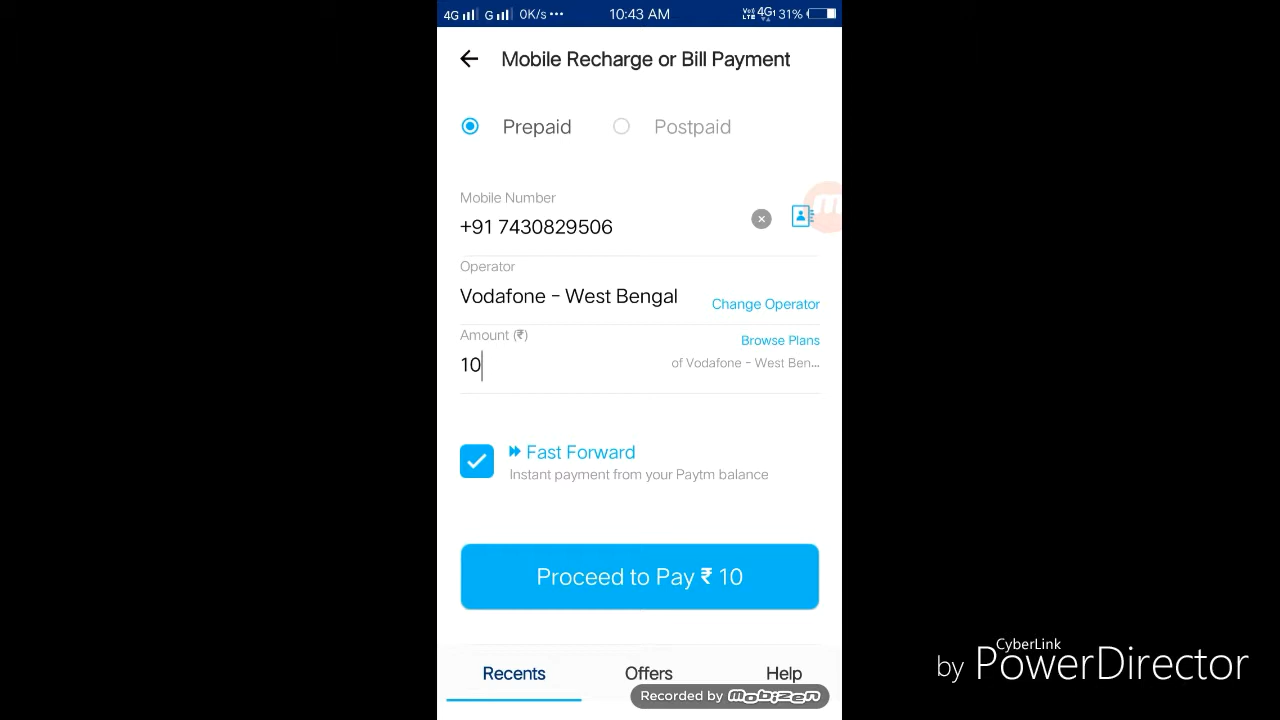 4G G 0K/s ••• 10:43 AM VoLTE 4G1 31%
Mobile Recharge or Bill Payment
Prepaid Postpaid
Mobile Number
+91 7430829506
Operator
Vodafone - West Bengal
Change Operator
Amount (₹)
Browse Plans
10
of Vodafone - West Ben...
Fast Forward
Instant payment from your Paytm balance
Proceed to Pay ₹ 10
Recents Offers Help
Recorded by mobizen
CyberLink
by PowerDirector